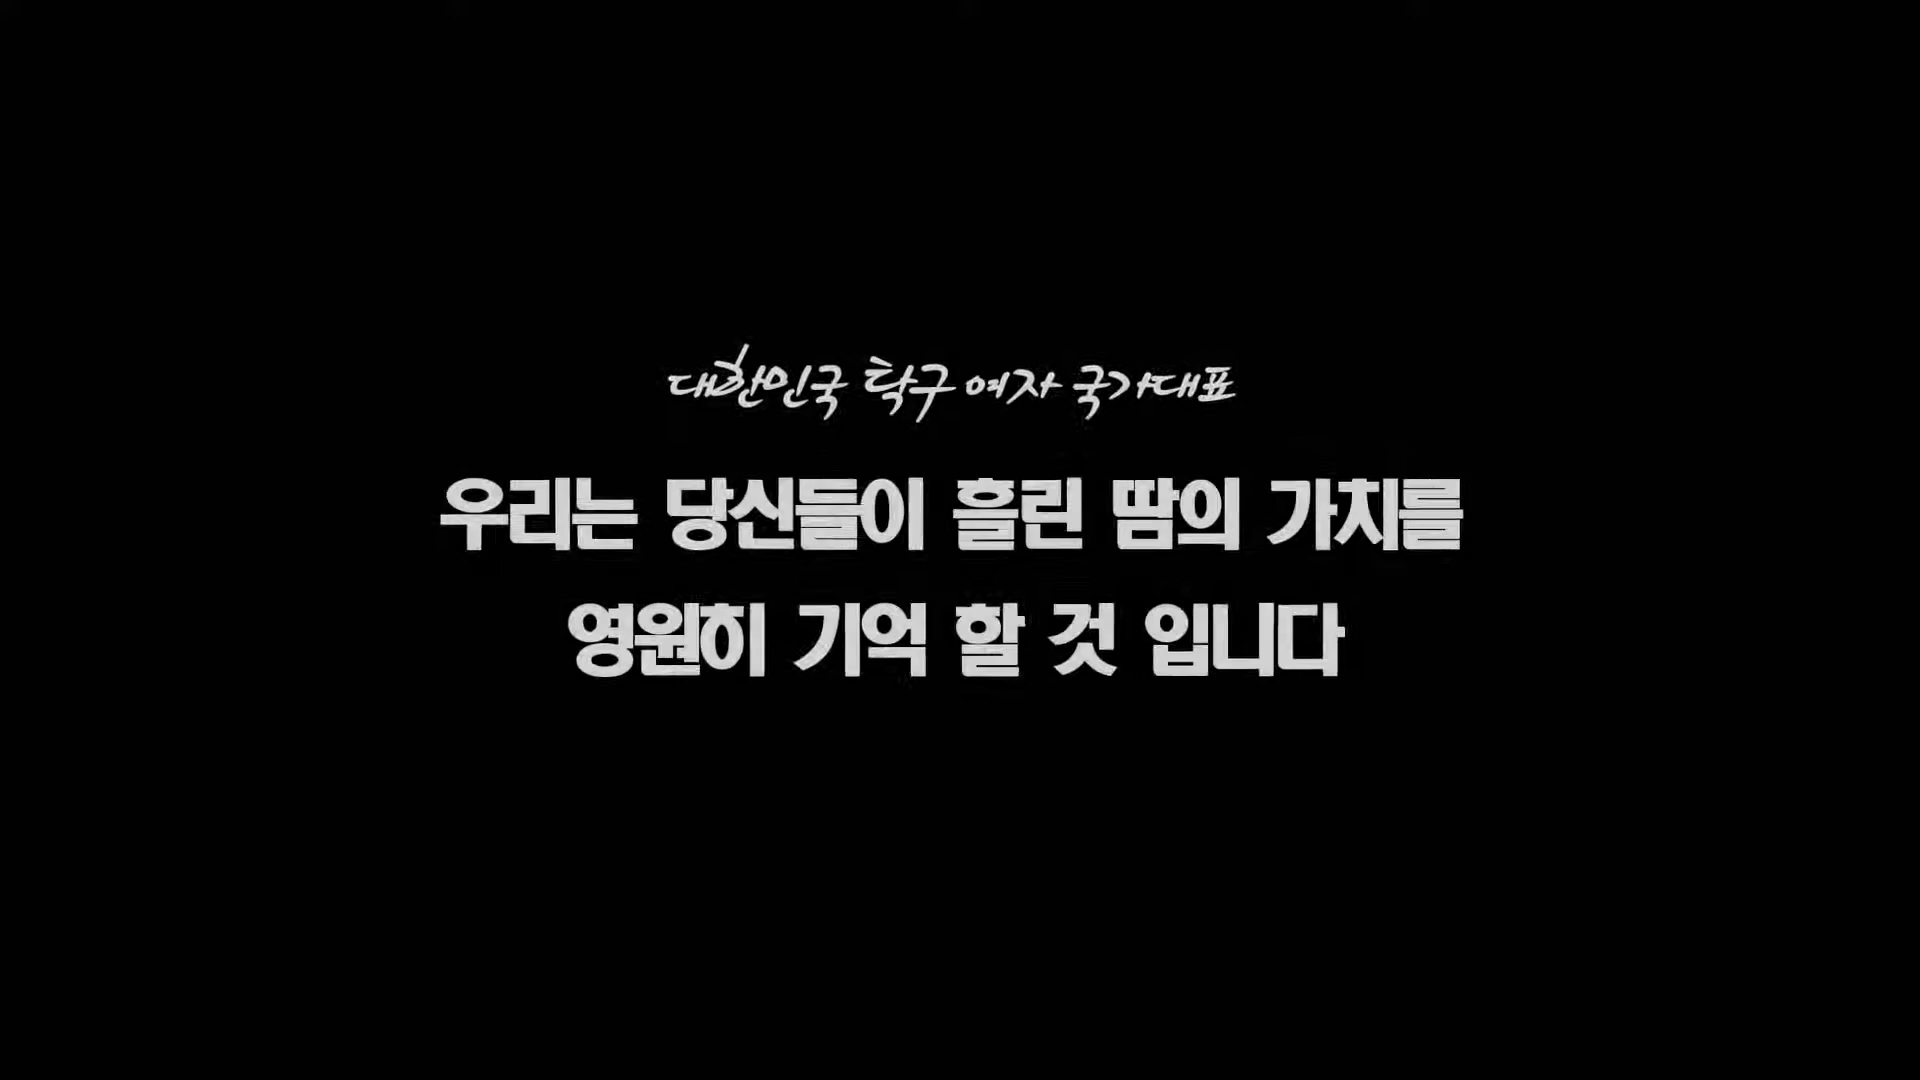 대한민국 탁구 여자 국가대표
우리는 당신들이 흘린 땀의 가치를
영원히 기억 할 것 입니다